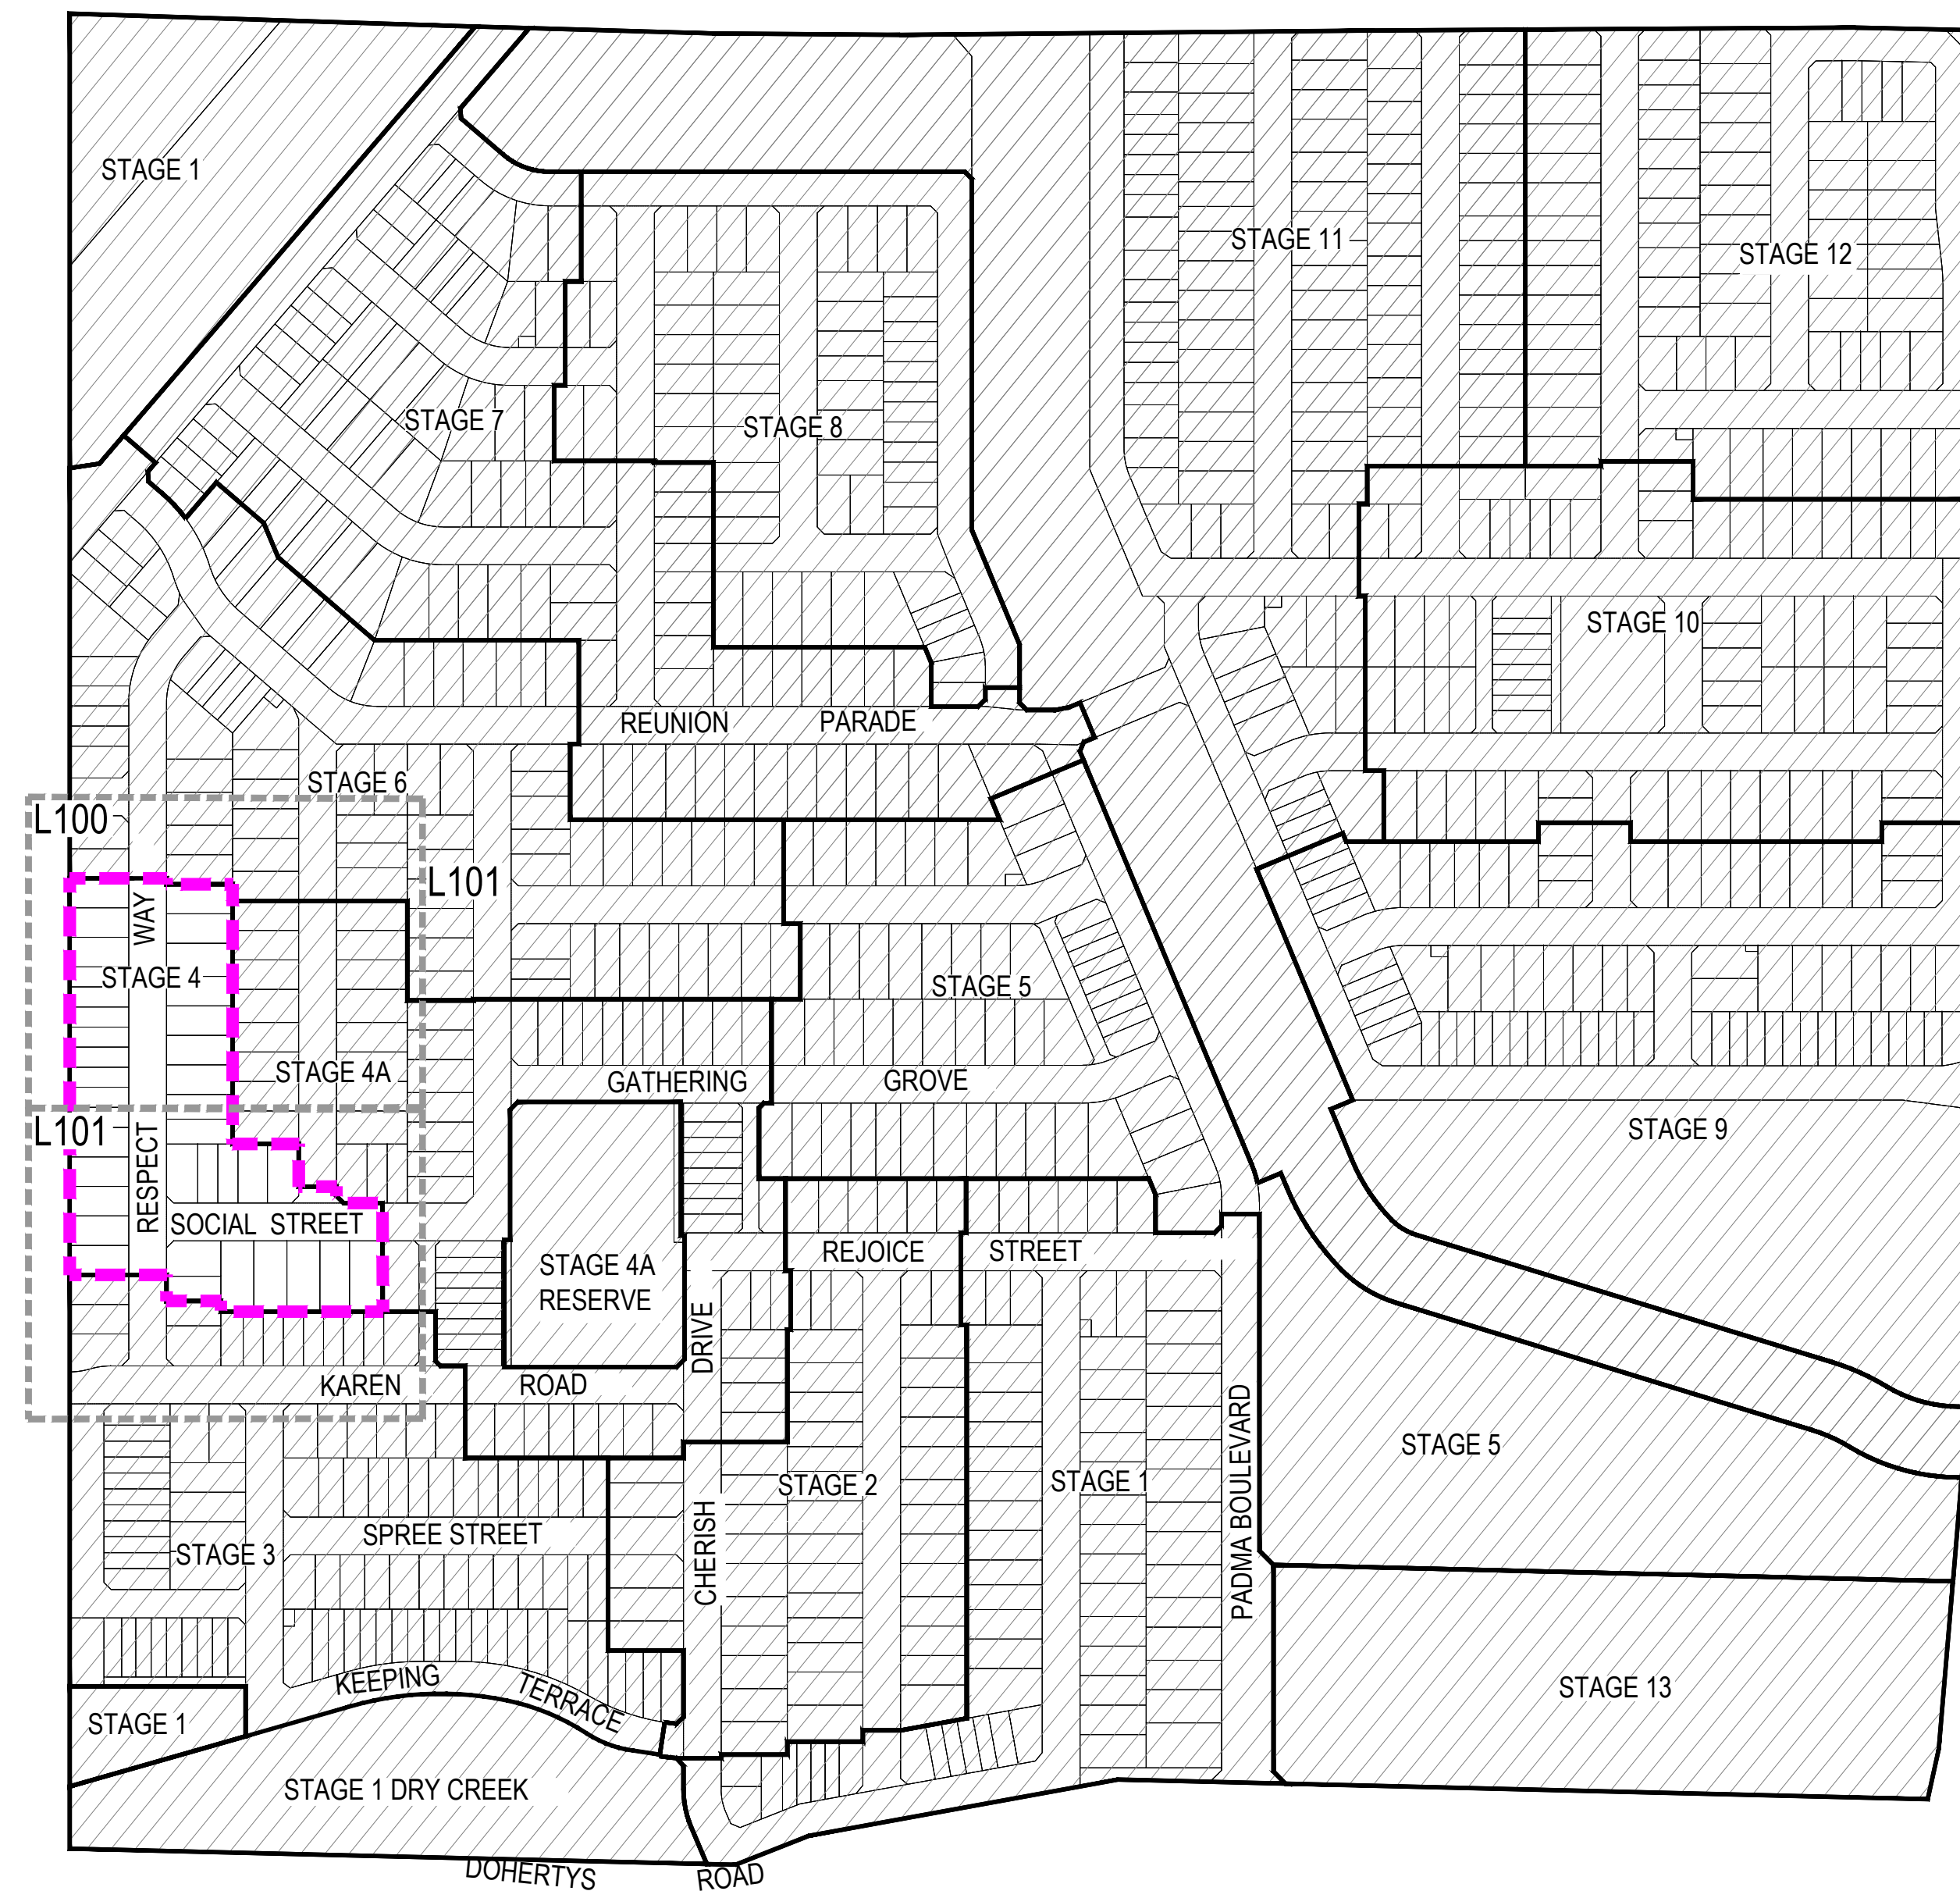 STAGE 1
STAGE 11
STAGE 12
STAGE 7
STAGE 8
STAGE 10
REUNION PARADE
STAGE 6
L100
L101
WAY
STAGE 4
STAGE 5
STAGE 4A
GATHERING GROVE
L101
RESPECT
STAGE 9
SOCIAL STREET
REJOICE STREET
STAGE 4A
RESERVE
DRIVE
KAREN ROAD
PADMA BOULEVARD
STAGE 5
STAGE 2
STAGE 1
CHERISH
SPREE STREET
STAGE 3
KEEPING TERRACE
STAGE 13
STAGE 1
STAGE 1 DRY CREEK
DOHERTYS ROAD